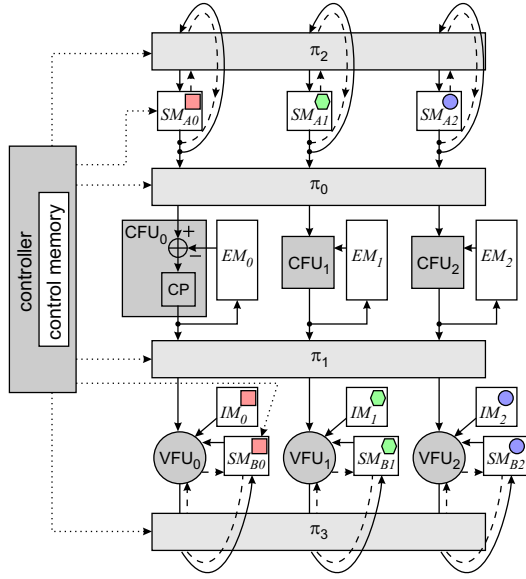 π2
SMA0 SMA1 SMA2
π0
controller
control memory
CFU0 + −
CP
EM0
CFU1
EM1
CFU2
EM2
π1
IM0 IM1 IM2
VFU0 SMB0 VFU1 SMB1 VFU2 SMB2
π3